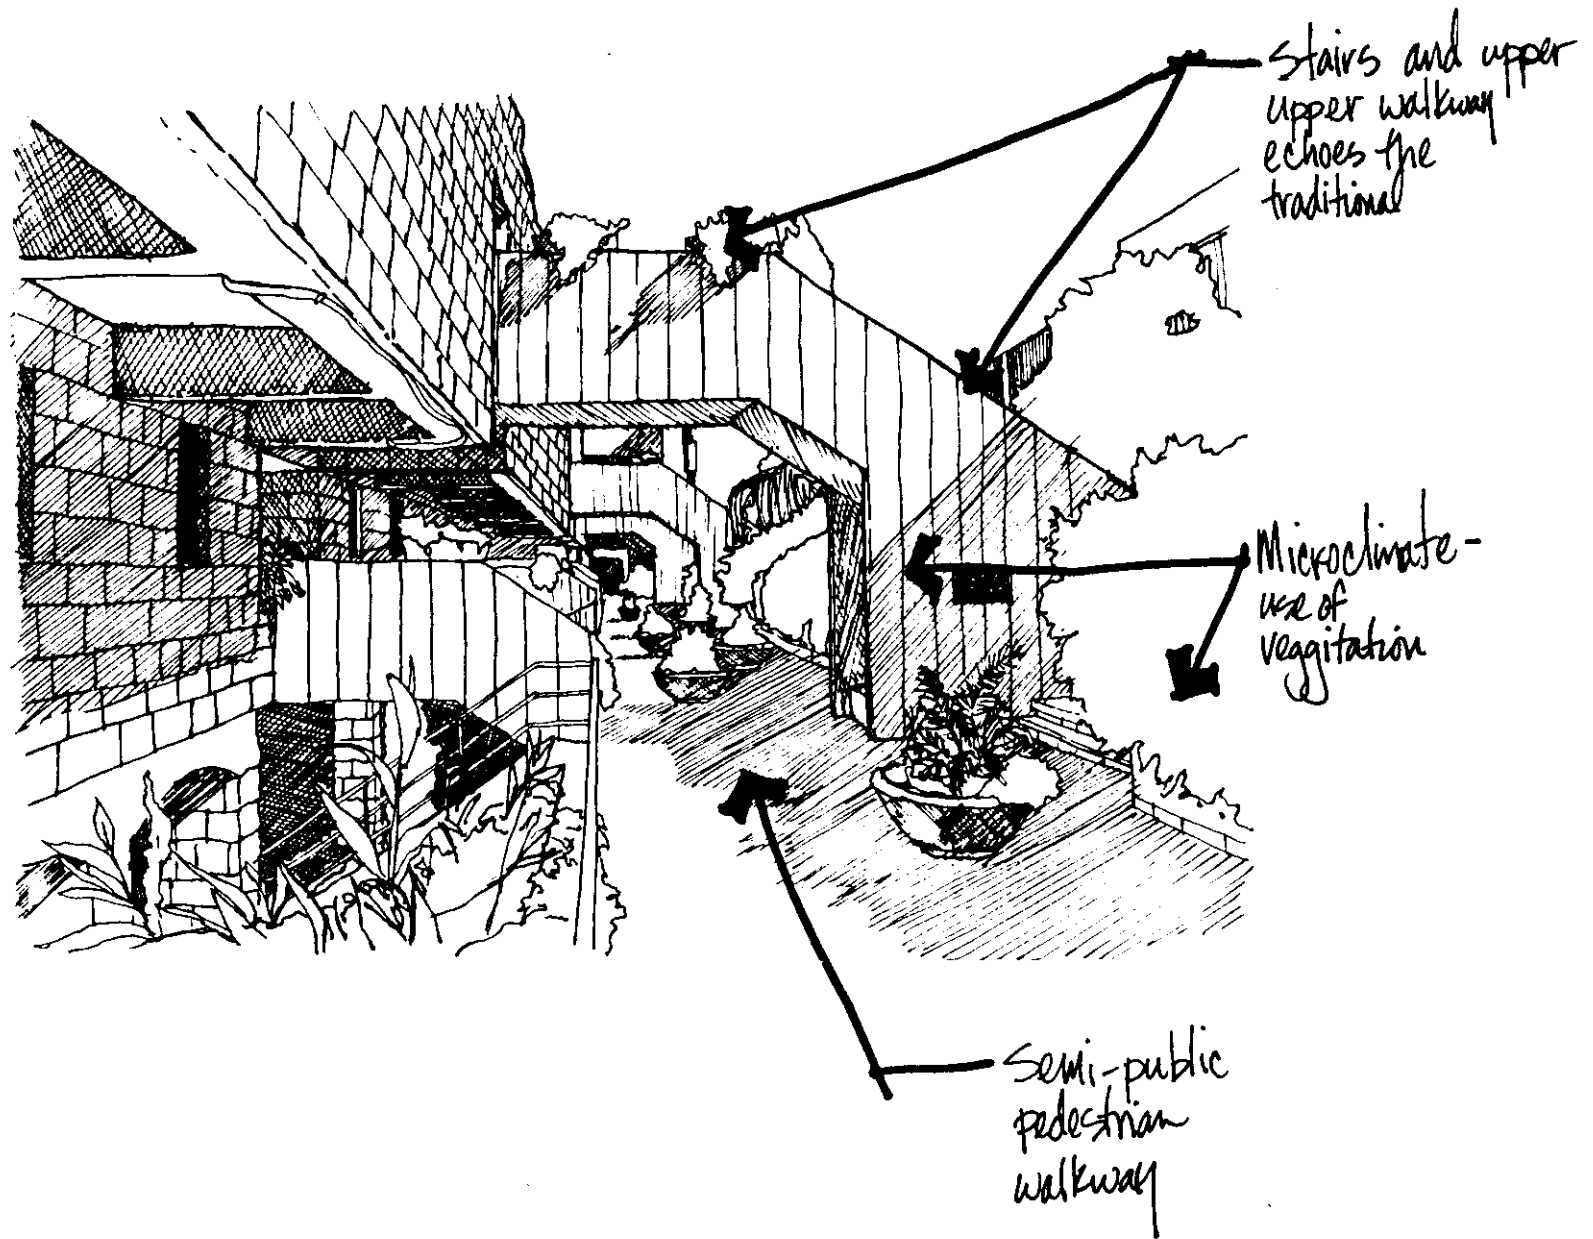 Stairs and upper
upper walkway
echoes the
traditional
Microclimate-
use of
veggitation
Semi-public
pedestrian
walkway